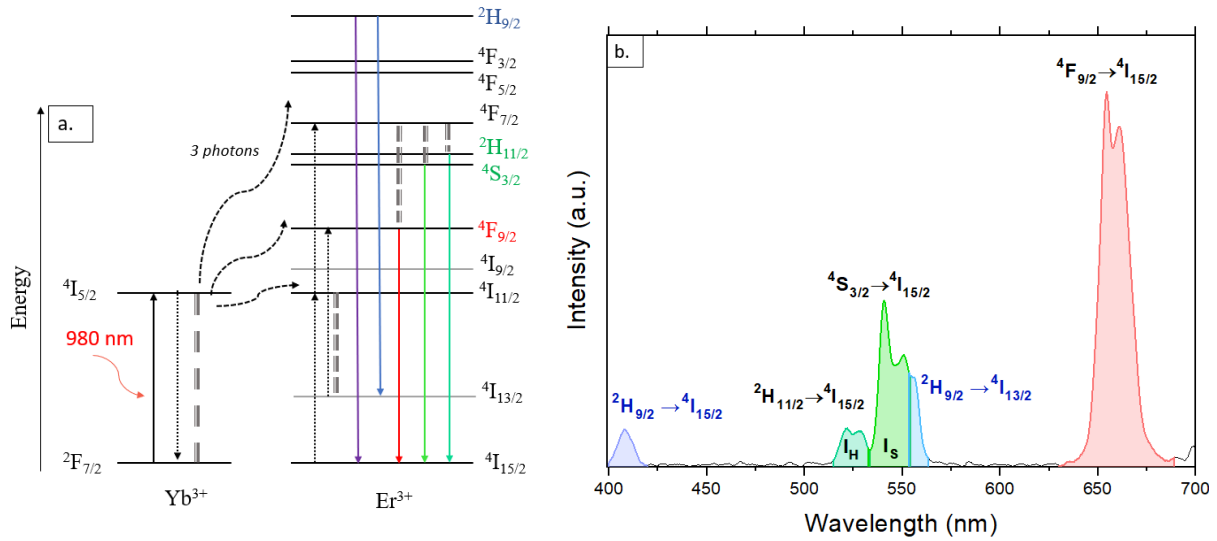 a.
Energy
3 photons
²H₉/₂
⁴F₃/₂
⁴F₅/₂
⁴F₇/₂
²H₁₁/₂
⁴S₃/₂
⁴F₉/₂
⁴I₉/₂
⁴I₁₁/₂
⁴I₁₃/₂
⁴I₁₅/₂
⁴I₅/₂
980 nm
²F₇/₂
Yb³⁺
Er³⁺
b.
Intensity (a.u.)
⁴F₉/₂→⁴I₁₅/₂
⁴S₃/₂→⁴I₁₅/₂
²H₉/₂→⁴I₁₅/₂
²H₁₁/₂→⁴I₁₅/₂
²H₉/₂→⁴I₁₃/₂
I_H
I_S
400 450 500 550 600 650 700
Wavelength (nm)